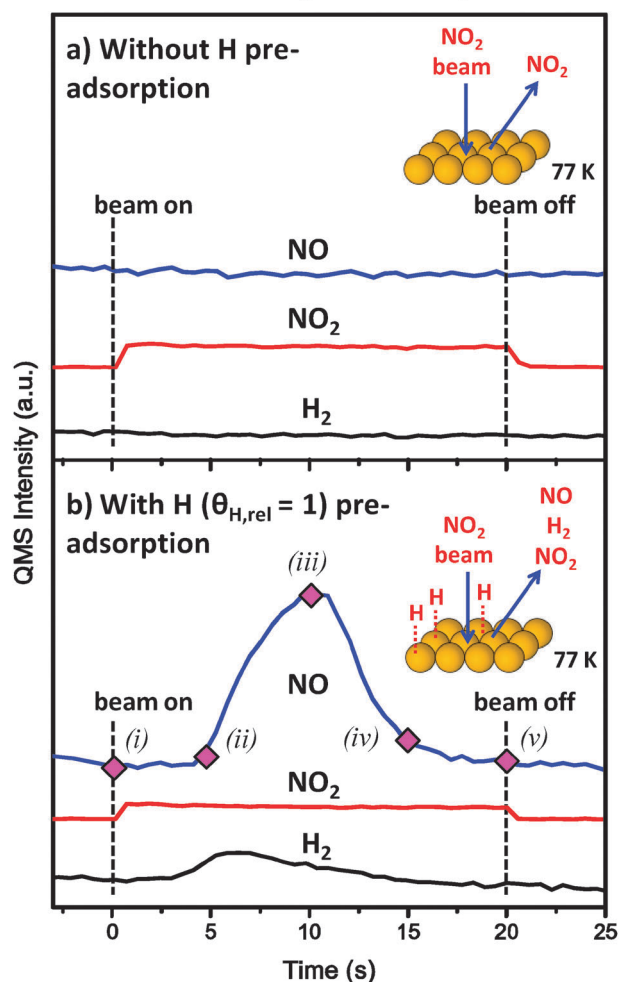 a) Without H pre-
adsorption
NO₂
beam
NO₂
77 K
beam on
beam off
NO
NO₂
H₂
QMS Intensity (a.u.)
b) With H (θH,rel = 1) pre-
adsorption
NO
H₂
NO₂
NO₂
beam
H
H
H
77 K
(iii)
NO
beam on
beam off
(i)
(ii)
(iv)
(v)
NO₂
H₂
0
5
10
15
20
25
Time (s)